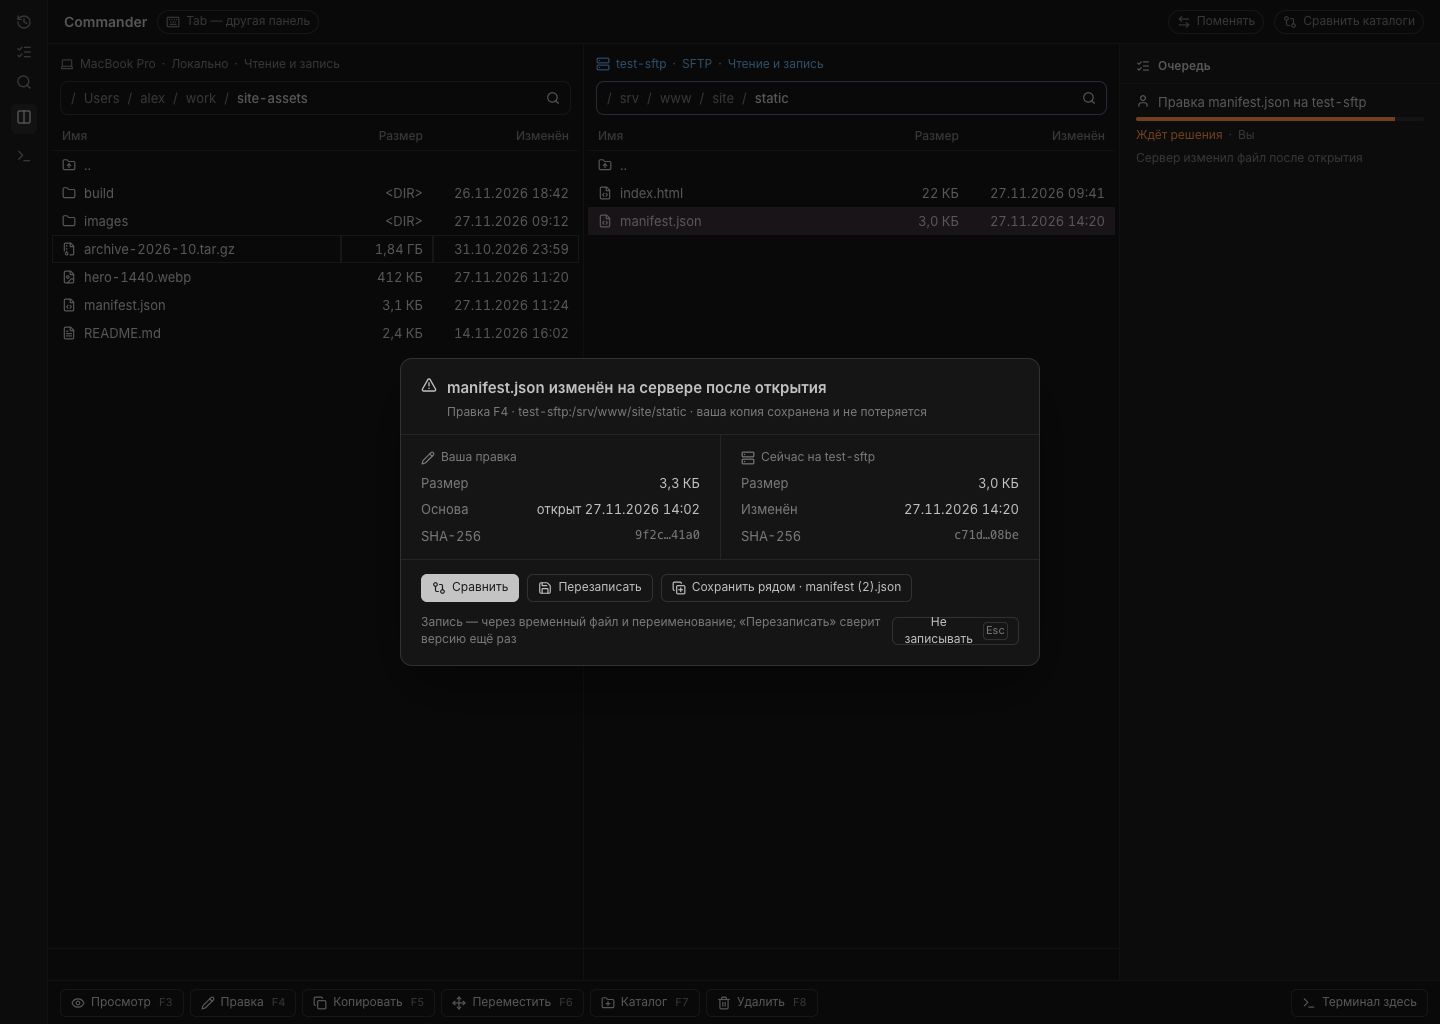 Commander
Tab — другая панель
Поменять
Сравнить каталоги
MacBook Pro · Локально · Чтение и запись
/ Users / alex / work / site-assets
Имя Размер Изменён
..
build <DIR> 26.11.2026 18:42
images <DIR> 27.11.2026 09:12
archive-2026-10.tar.gz 1,84 ГБ 31.10.2026 23:59
hero-1440.webp 412 КБ 27.11.2026 11:20
manifest.json 3,1 КБ 27.11.2026 11:24
README.md 2,4 КБ 14.11.2026 16:02
test-sftp · SFTP · Чтение и запись
/ srv / www / site / static
Имя Размер Изменён
..
index.html 22 КБ 27.11.2026 09:41
manifest.json 3,0 КБ 27.11.2026 14:20
Очередь
Правка manifest.json на test-sftp
Ждёт решения · Вы
Сервер изменил файл после открытия
manifest.json изменён на сервере после открытия
Правка F4 · test-sftp:/srv/www/site/static · ваша копия сохранена и не потеряется
Ваша правка
Размер 3,3 КБ
Основа открыт 27.11.2026 14:02
SHA-256 9f2c…41a0
Сейчас на test-sftp
Размер 3,0 КБ
Изменён 27.11.2026 14:20
SHA-256 c71d…08be
Сравнить
Перезаписать
Сохранить рядом · manifest (2).json
Запись — через временный файл и переименование; «Перезаписать» сверит
версию ещё раз
Не
записывать
Esc
Просмотр F3
Правка F4
Копировать F5
Переместить F6
Каталог F7
Удалить F8
Терминал здесь